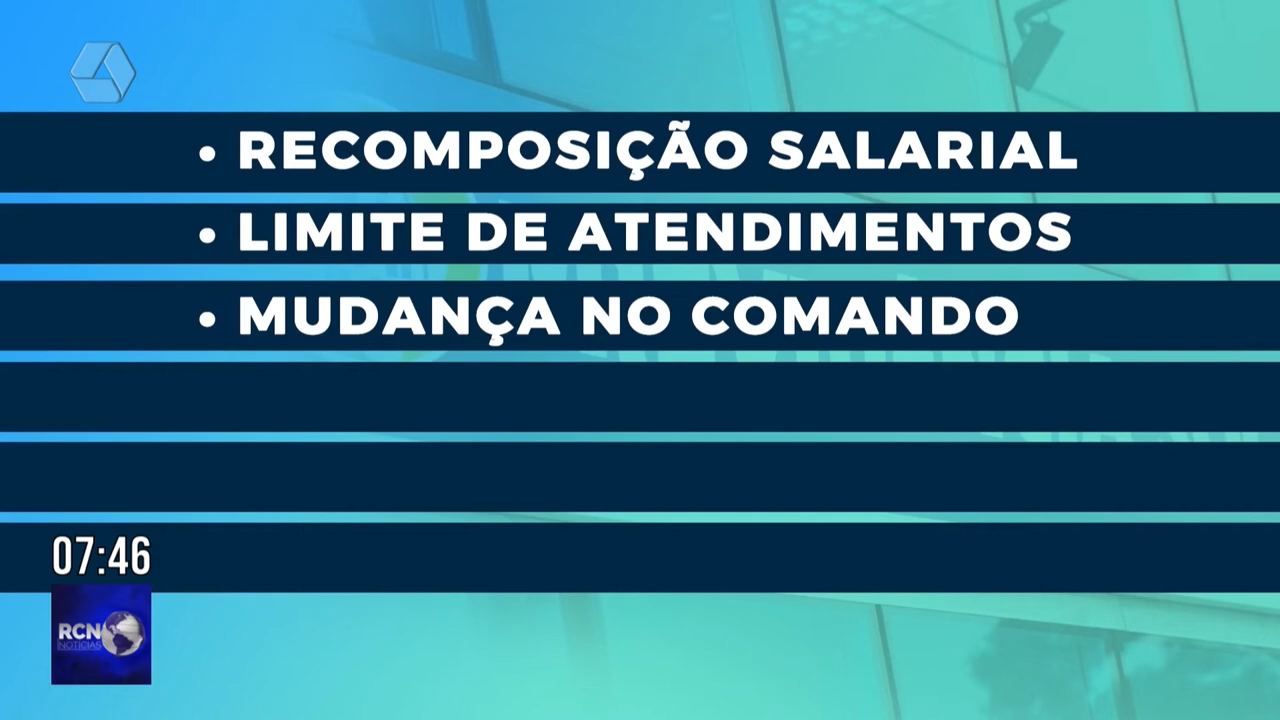 • RECOMPOSIÇÃO SALARIAL
• LIMITE DE ATENDIMENTOS
• MUDANÇA NO COMANDO
07:46
RCN
NOTÍCIAS